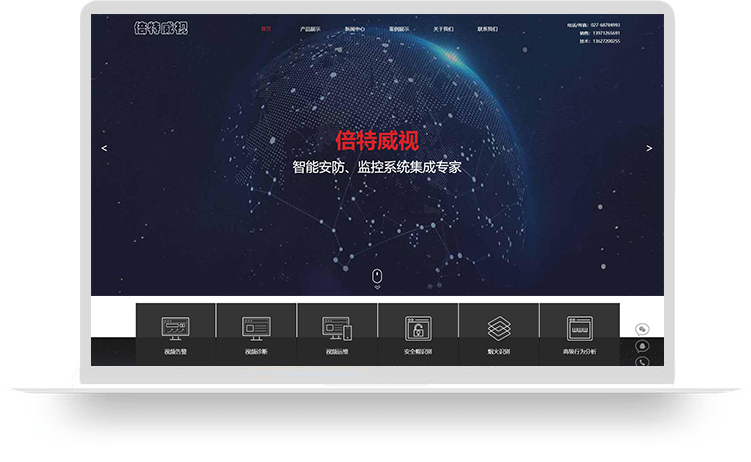 倍特威视
首页 产品展示 新闻中心 案例展示 关于我们 联系我们
电话/传真：027-68784993
销售：13971265691
技术：13627200255
< >
倍特威视
智能安防、监控系统集成专家
视频告警 视频诊断 视频运维 安全帽识别 烟火识别 高级行为分析